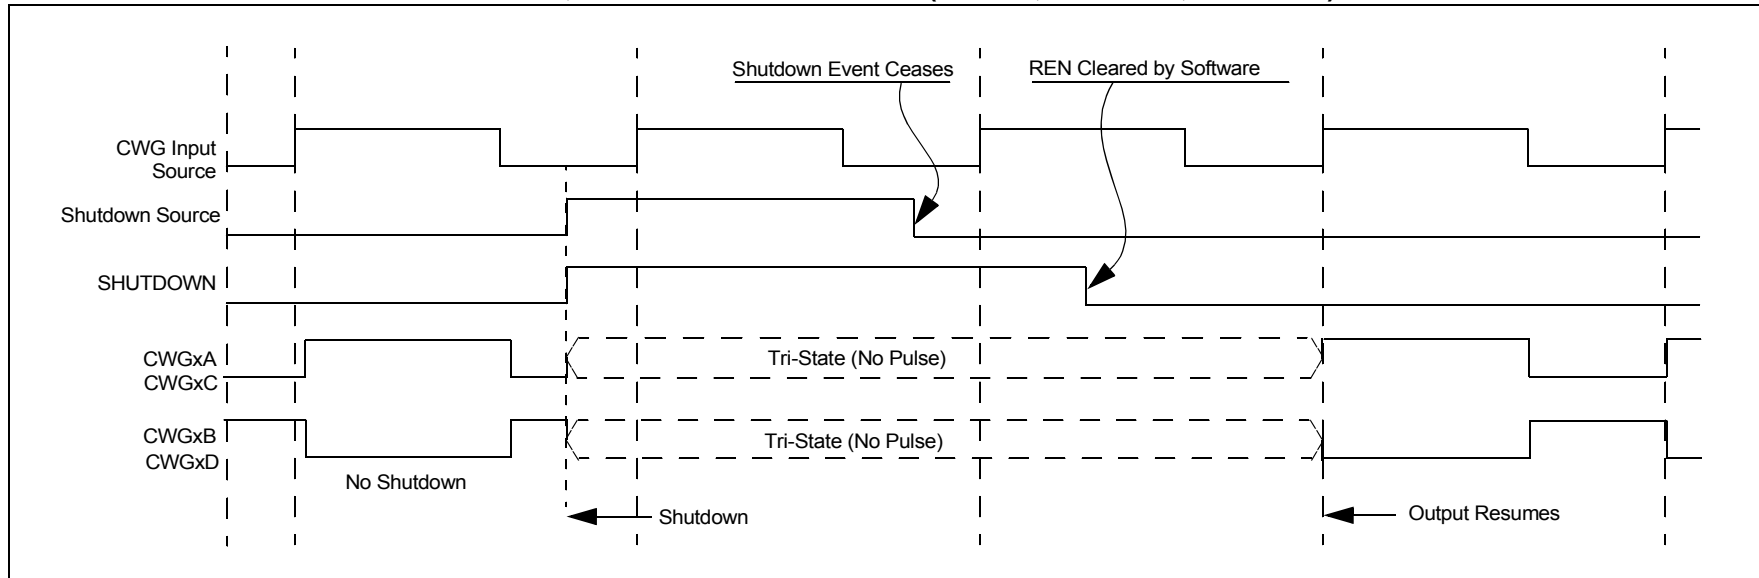 Shutdown Event Ceases
REN Cleared by Software
CWG Input
Source
Shutdown Source
SHUTDOWN
CWGxA
CWGxC
Tri-State (No Pulse)
CWGxB
CWGxD
Tri-State (No Pulse)
No Shutdown
Shutdown
Output Resumes